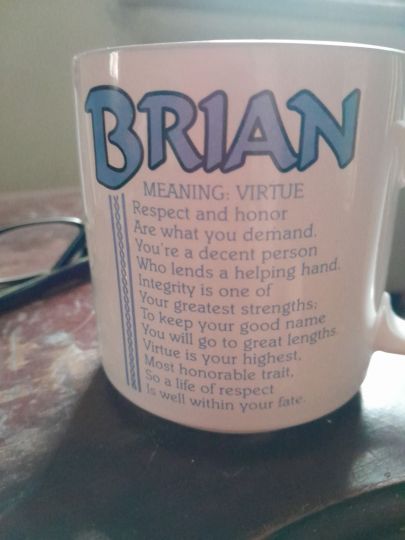 BRIAN
MEANING: VIRTUE
Respect and honor
Are what you demand.
You're a decent person
Who lends a helping hand.
Integrity is one of
Your greatest strengths;
To keep your good name
You will go to great lengths.
Virtue is your highest,
Most honorable trait,
So a life of respect
Is well within your fate.